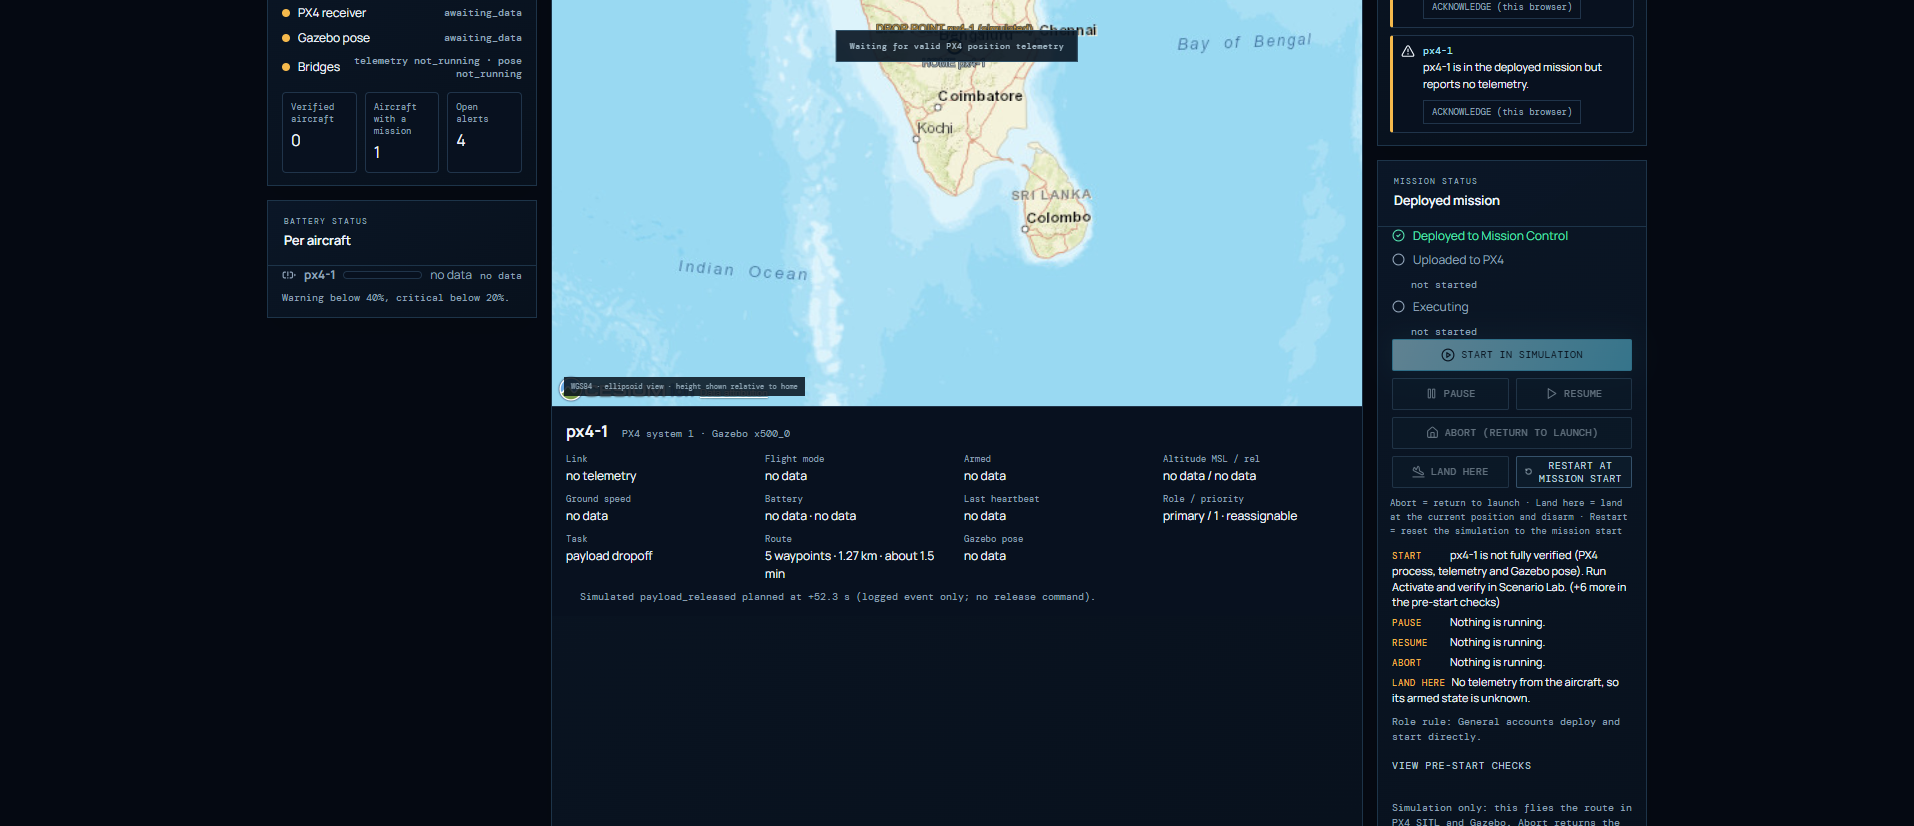 PX4 receiver awaiting_data
Gazebo pose awaiting_data
Bridges telemetry not_running · pose
not_running
Verified
aircraft
0
Aircraft
with a
mission
1
Open
alerts
4
BATTERY STATUS
Per aircraft
px4-1 no data no data
Warning below 40%, critical below 20%.
Chennai
Waiting for valid PX4 position telemetry
Bay of Bengal
Coimbatore
Kochi
SRI LANKA
Colombo
Indian Ocean
WGS84 · ellipsoid view · height shown relative to home
px4-1 PX4 system 1 · Gazebo x500_0
Link
no telemetry
Flight mode
no data
Armed
no data
Altitude MSL / rel
no data / no data
Ground speed
no data
Battery
no data · no data
Last heartbeat
no data
Role / priority
primary / 1 · reassignable
Task
payload dropoff
Route
5 waypoints · 1.27 km · about 1.5
min
Gazebo pose
no data
Simulated payload_released planned at +52.3 s (logged event only; no release command).
ACKNOWLEDGE (this browser)
px4-1
px4-1 is in the deployed mission but
reports no telemetry.
ACKNOWLEDGE (this browser)
MISSION STATUS
Deployed mission
Deployed to Mission Control
Uploaded to PX4
not started
Executing
not started
START IN SIMULATION
PAUSE
RESUME
ABORT (RETURN TO LAUNCH)
LAND HERE
RESTART AT
MISSION START
Abort = return to launch · Land here = land
at the current position and disarm · Restart
= reset the simulation to the mission start
START px4-1 is not fully verified (PX4
process, telemetry and Gazebo pose). Run
Activate and verify in Scenario Lab. (+6 more in
the pre-start checks)
PAUSE Nothing is running.
RESUME Nothing is running.
ABORT Nothing is running.
LAND HERE No telemetry from the aircraft, so
its armed state is unknown.
Role rule: General accounts deploy and
start directly.
VIEW PRE-START CHECKS
Simulation only: this flies the route in
PX4 SITL and Gazebo. Abort returns the